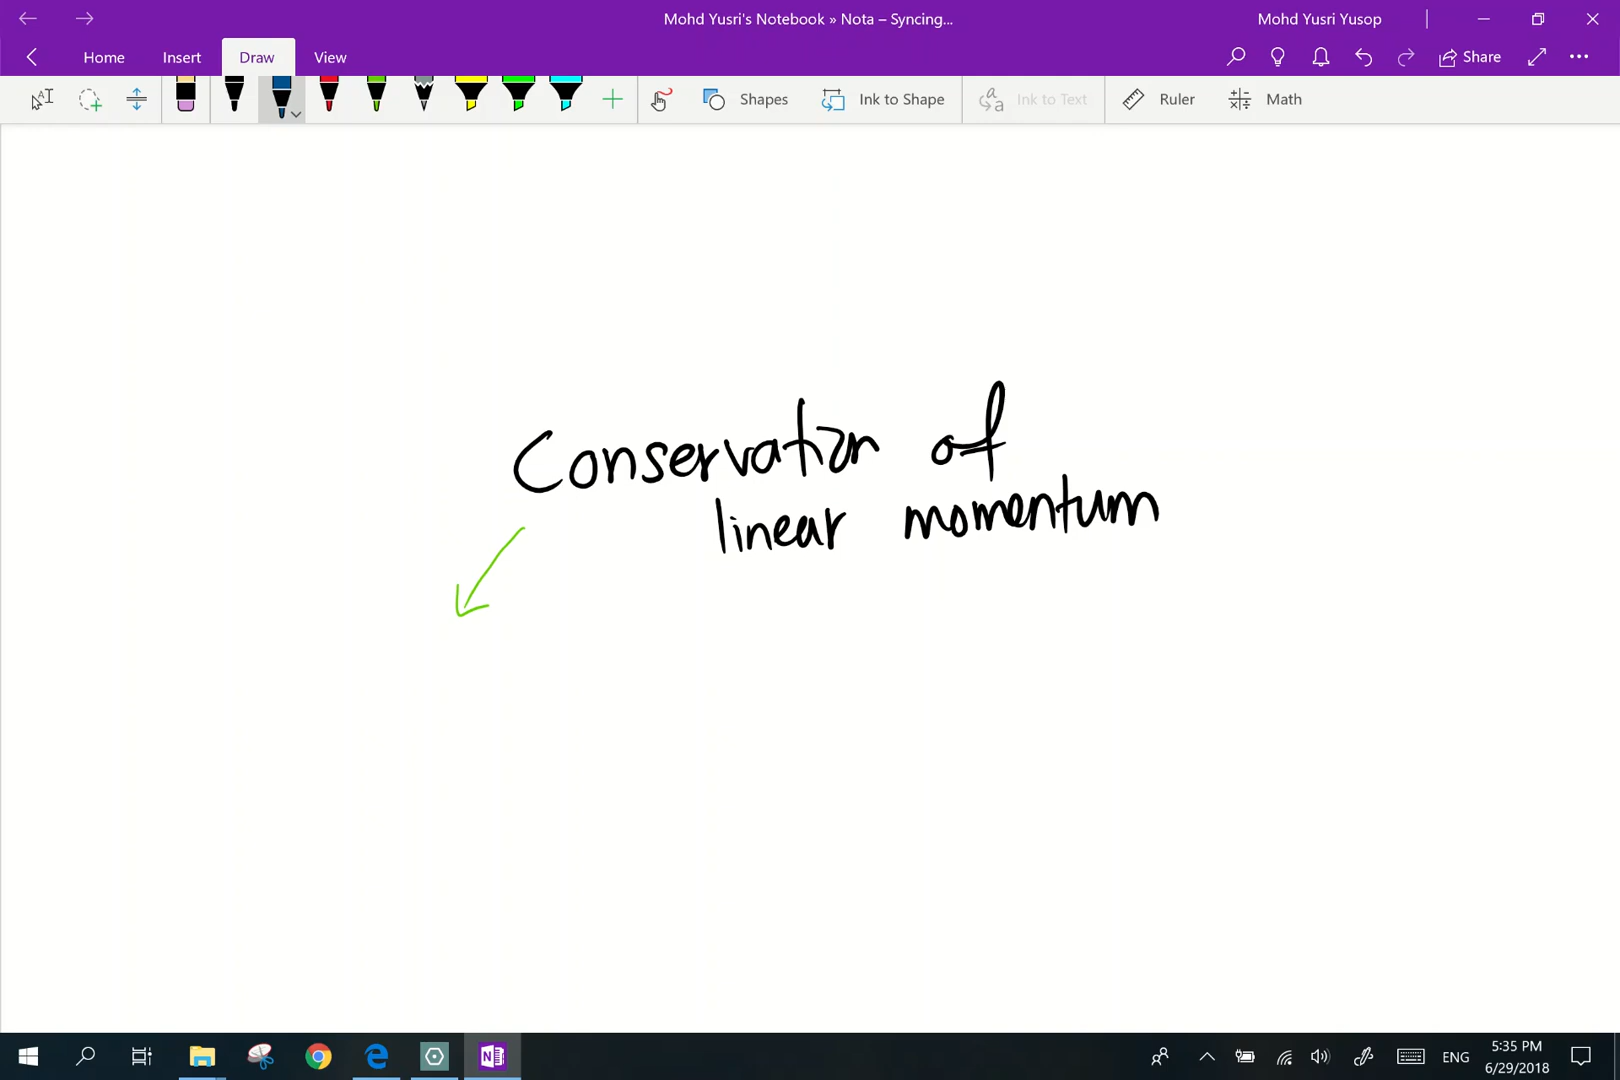 Mohd Yusri's Notebook » Nota – Syncing...
Mohd Yusri Yusop
Home Insert Draw View
Share
Shapes Ink to Shape Ink to Text Ruler Math
Conservation of
linear momentum
ENG
5:35 PM
6/29/2018